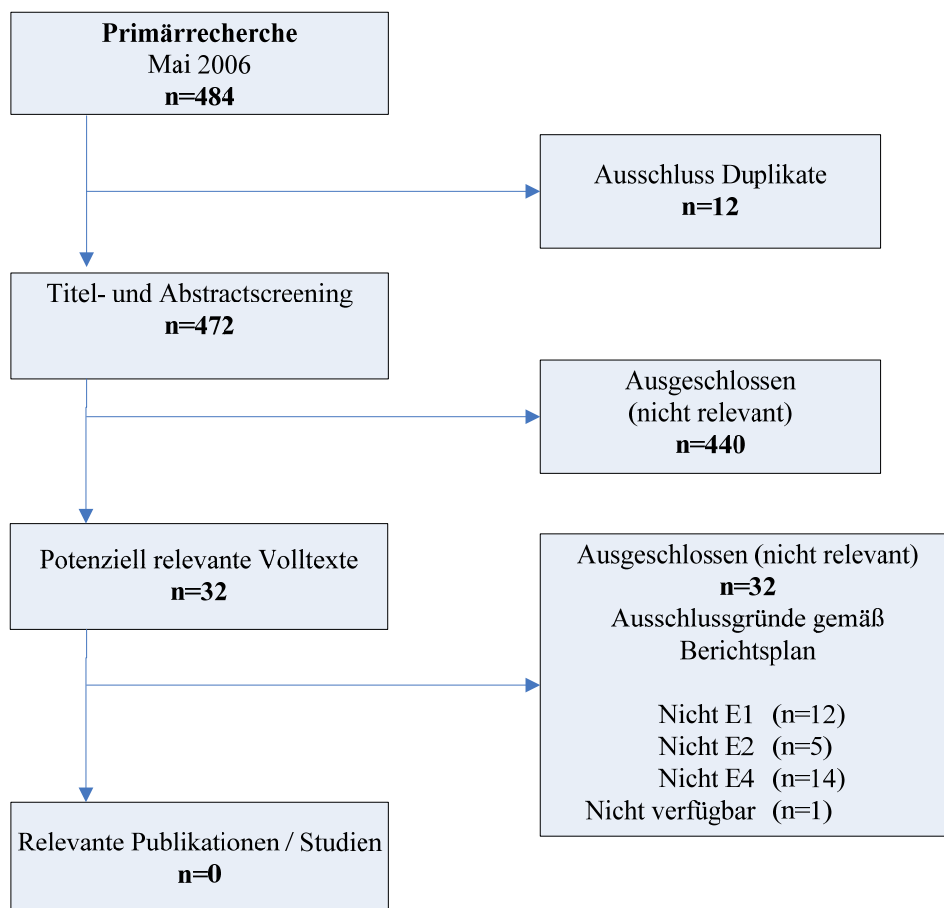 Primärrecherche
Mai 2006
n=484
Ausschluss Duplikate
n=12
Titel- und Abstractscreening
n=472
Ausgeschlossen
(nicht relevant)
n=440
Potenziell relevante Volltexte
n=32
Ausgeschlossen (nicht relevant)
n=32
Ausschlussgründe gemäß
Berichtsplan
Nicht E1 (n=12)
Nicht E2 (n=5)
Nicht E4 (n=14)
Nicht verfügbar (n=1)
Relevante Publikationen / Studien
n=0